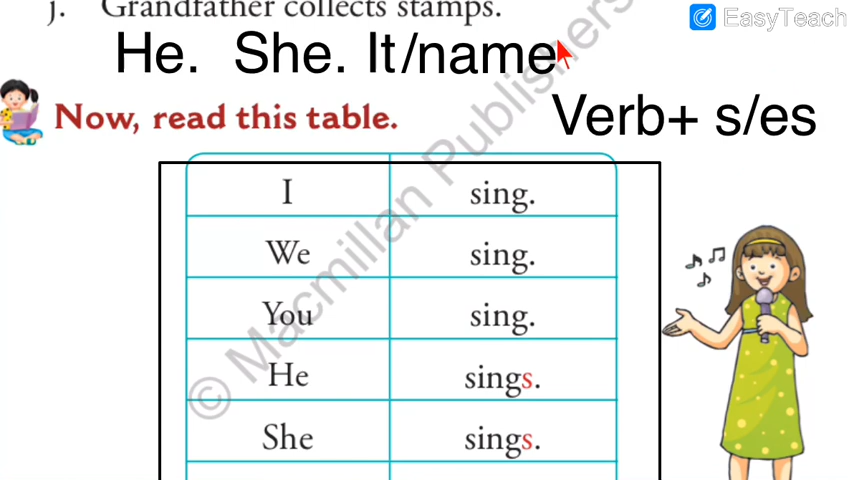 j. Grandfather collects stamps.
EasyTeach
He. She. It/name
Now, read this table.
Verb+ s/es
I sing.
We sing.
You sing.
He sings.
She sings.
© Macmillan Publishers